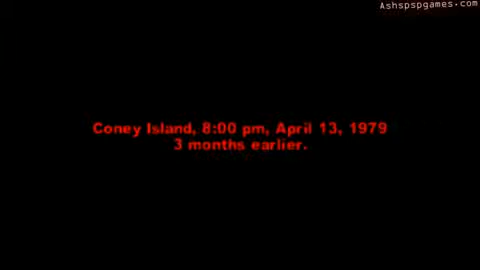 Ashspspgames.com
Coney Island, 8:00 pm, April 13, 1979
3 months earlier.